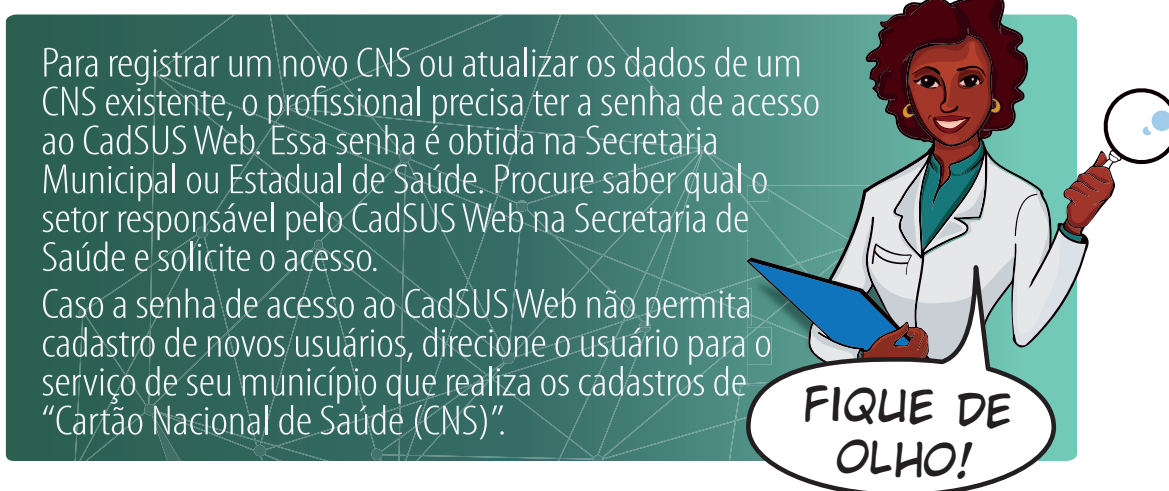 Para registrar um novo CNS ou atualizar os dados de um
CNS existente, o profissional precisa ter a senha de acesso
ao CadSUS Web. Essa senha é obtida na Secretaria
Municipal ou Estadual de Saúde. Procure saber qual o
setor responsável pelo CadSUS Web na Secretaria de
Saúde e solicite o acesso.
Caso a senha de acesso ao CadSUS Web não permita
cadastro de novos usuários, direcione o usuário para o
serviço de seu município que realiza os cadastros de
“Cartão Nacional de Saúde (CNS)”.
FIQUE DE
OLHO!